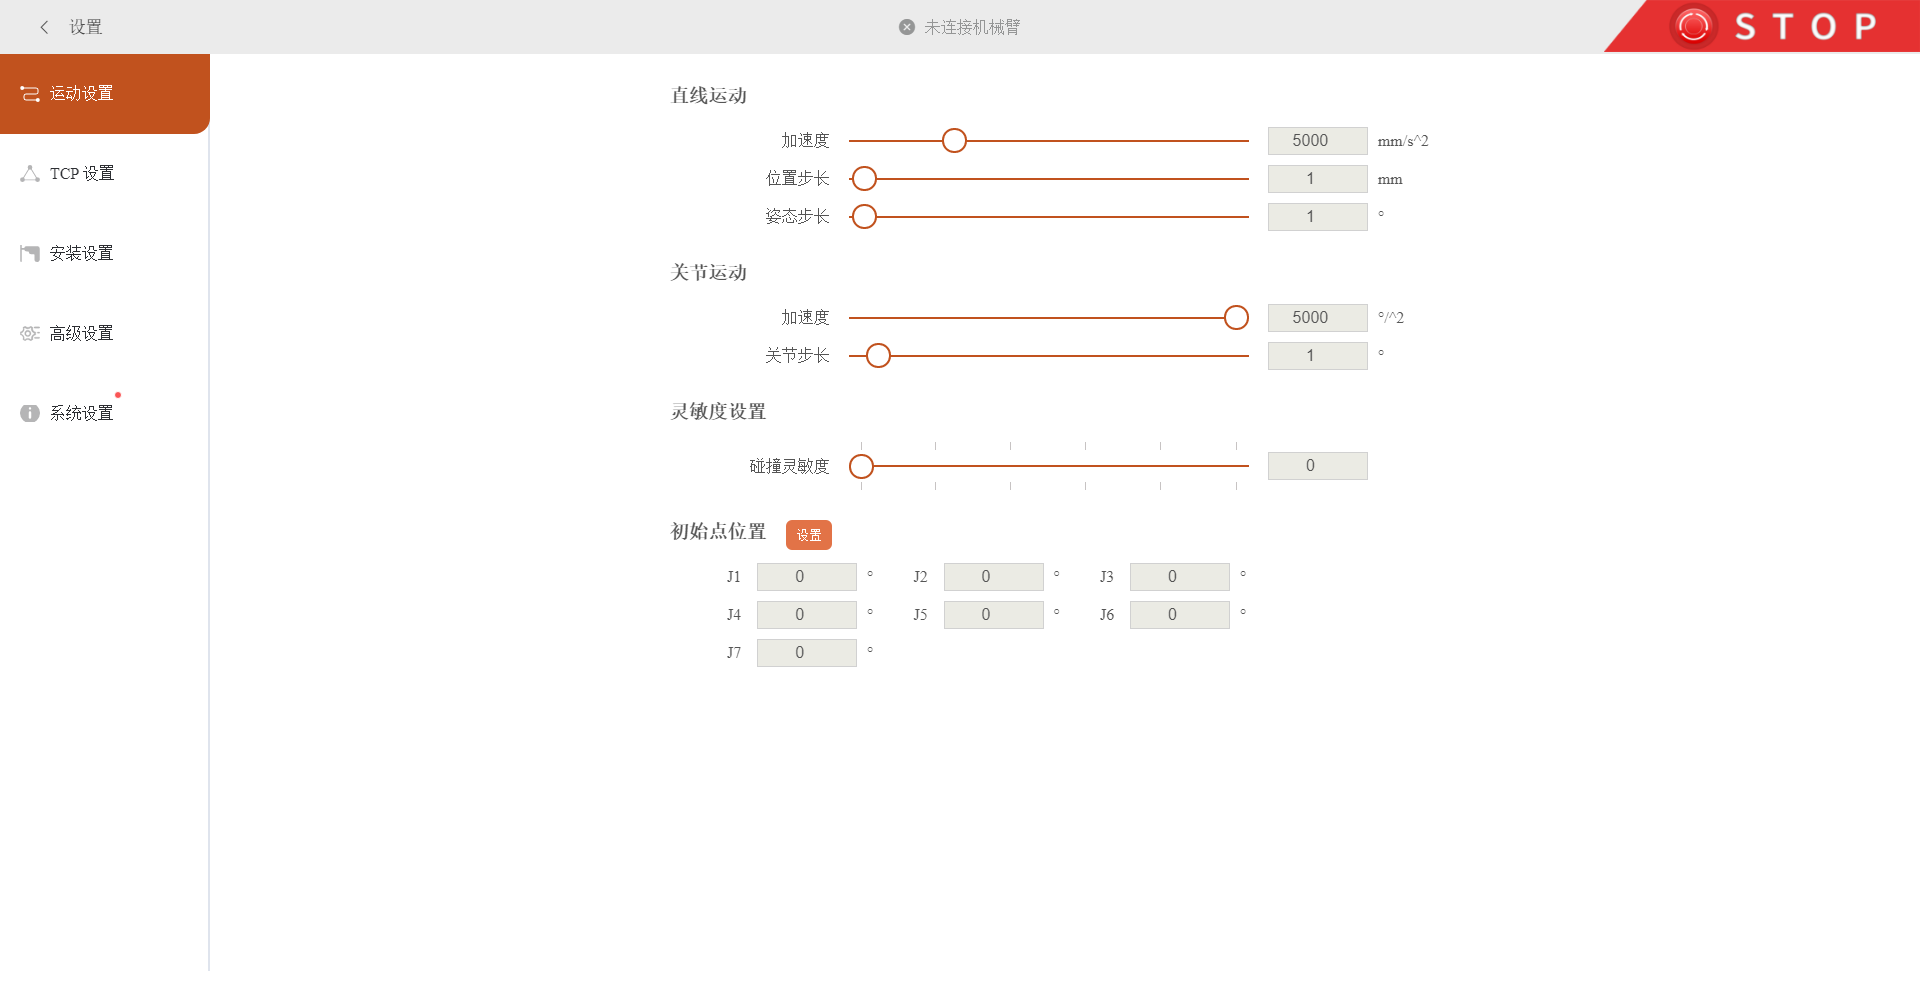 设置
未连接机械臂
STOP
运动设置
TCP 设置
安装设置
高级设置
系统设置
直线运动
加速度 5000 mm/s^2
位置步长 1 mm
姿态步长 1 °
关节运动
加速度 5000 °/^2
关节步长 1 °
灵敏度设置
碰撞灵敏度 0
初始点位置 设置
J1 0 ° J2 0 ° J3 0 °
J4 0 ° J5 0 ° J6 0 °
J7 0 °